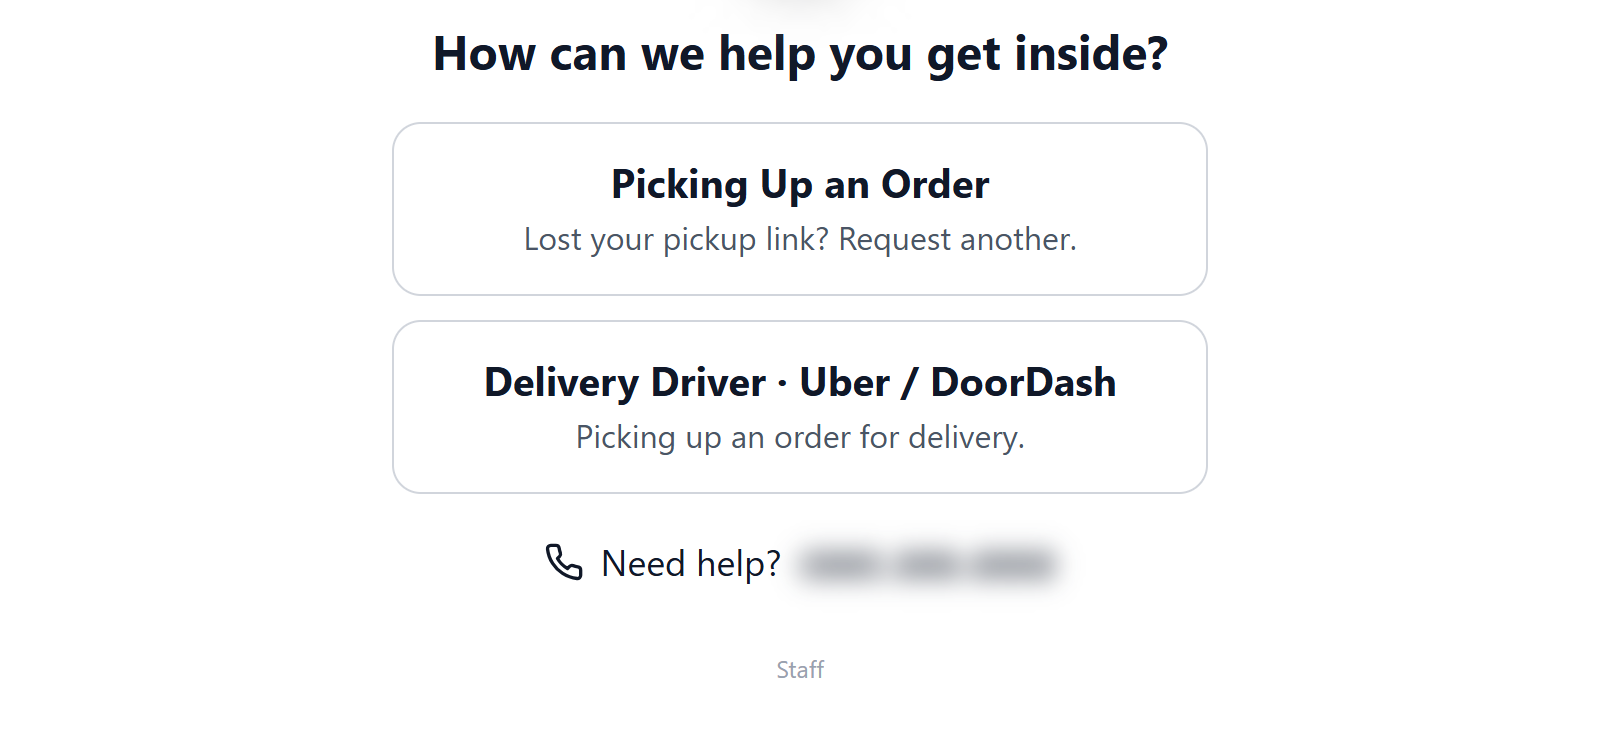 How can we help you get inside?
Picking Up an Order
Lost your pickup link? Request another.
Delivery Driver · Uber / DoorDash
Picking up an order for delivery.
Need help?
Staff